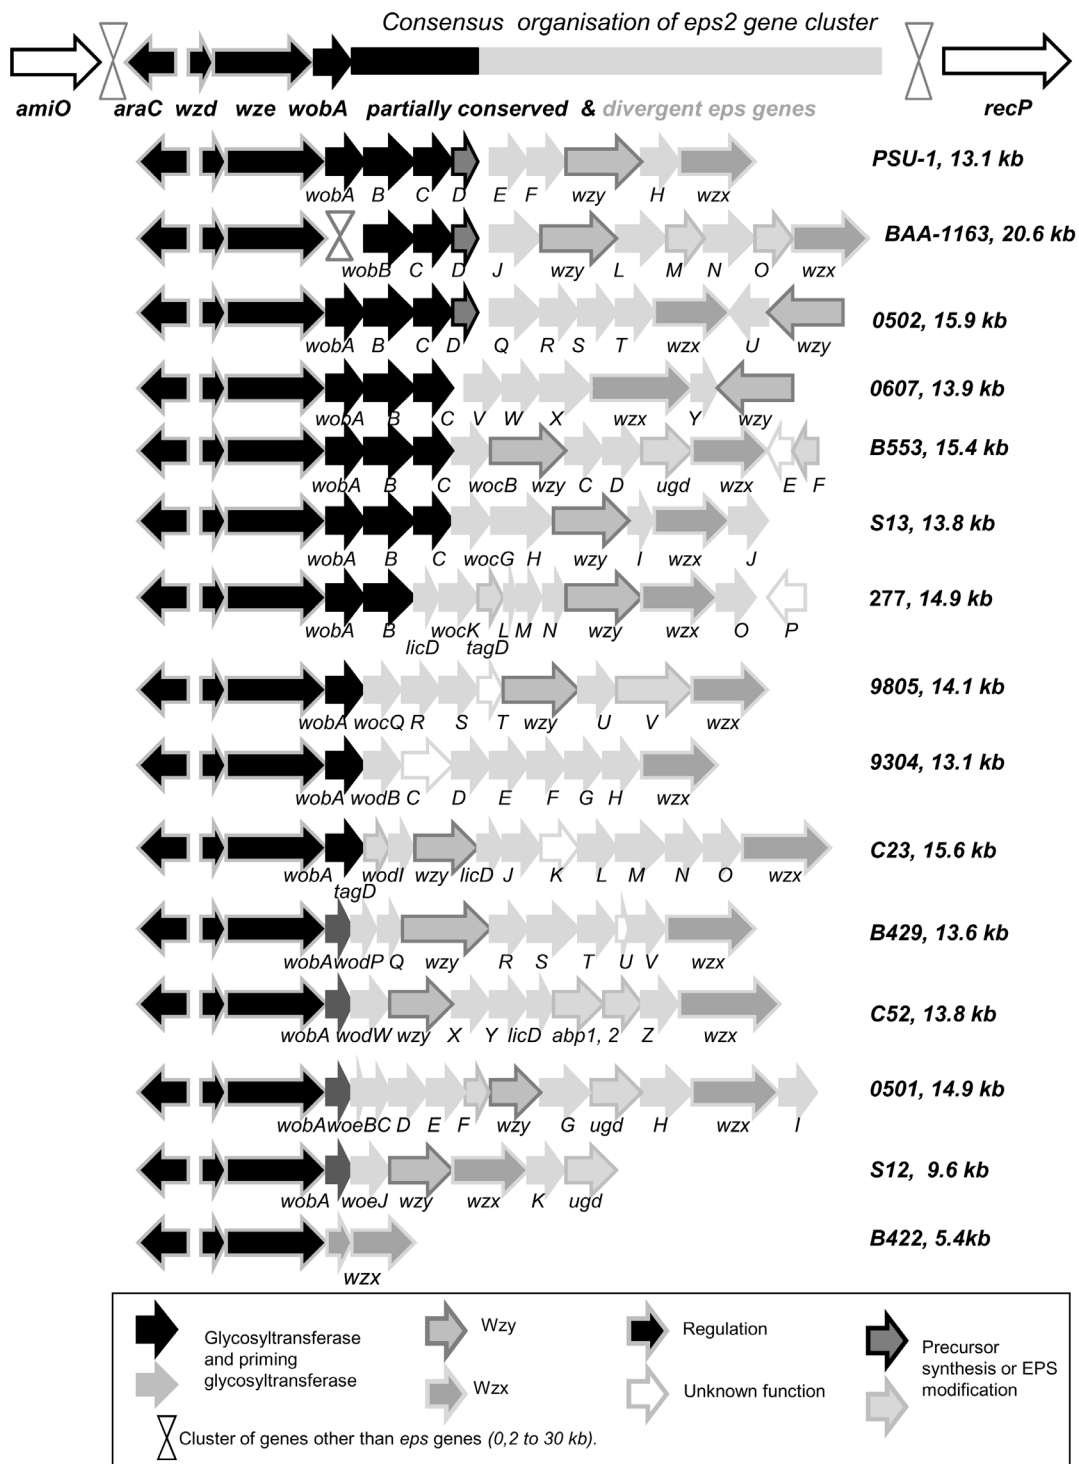 Consensus organisation of eps2 gene cluster
amiO araC wzd wze wobA partially conserved & divergent eps genes recP
PSU-1, 13.1 kb
wobA B C D E F wzy H wzx
BAA-1163, 20.6 kb
wobB C D J wzy L M N O wzx
0502, 15.9 kb
wobA B C D Q R S T wzx U wzy
0607, 13.9 kb
wobA B C V W X wzx Y wzy
B553, 15.4 kb
wobA B C wocB wzy C D ugd wzx E F
S13, 13.8 kb
wobA B C wocG H wzy I wzx J
277, 14.9 kb
wobA B wocK L M N wzy wzx O P
licD tagD
9805, 14.1 kb
wobA wocQ R S T wzy U V wzx
9304, 13.1 kb
wobA wodB C D E F G H wzx
C23, 15.6 kb
wobA wodI wzy licD J K L M N O wzx
tagD
B429, 13.6 kb
wobA wodP Q wzy R S T U V wzx
C52, 13.8 kb
wobA wodW wzy X Y licD abp1, 2 Z wzx
0501, 14.9 kb
wobA woeB C D E F wzy G ugd H wzx I
S12, 9.6 kb
wobA woeJ wzy wzx K ugd
B422, 5.4kb
wzx
Glycosyltransferase
and priming
glycosyltransferase
Wzy
Wzx
Regulation
Unknown function
Precursor
synthesis or EPS
modification
Cluster of genes other than eps genes (0,2 to 30 kb).